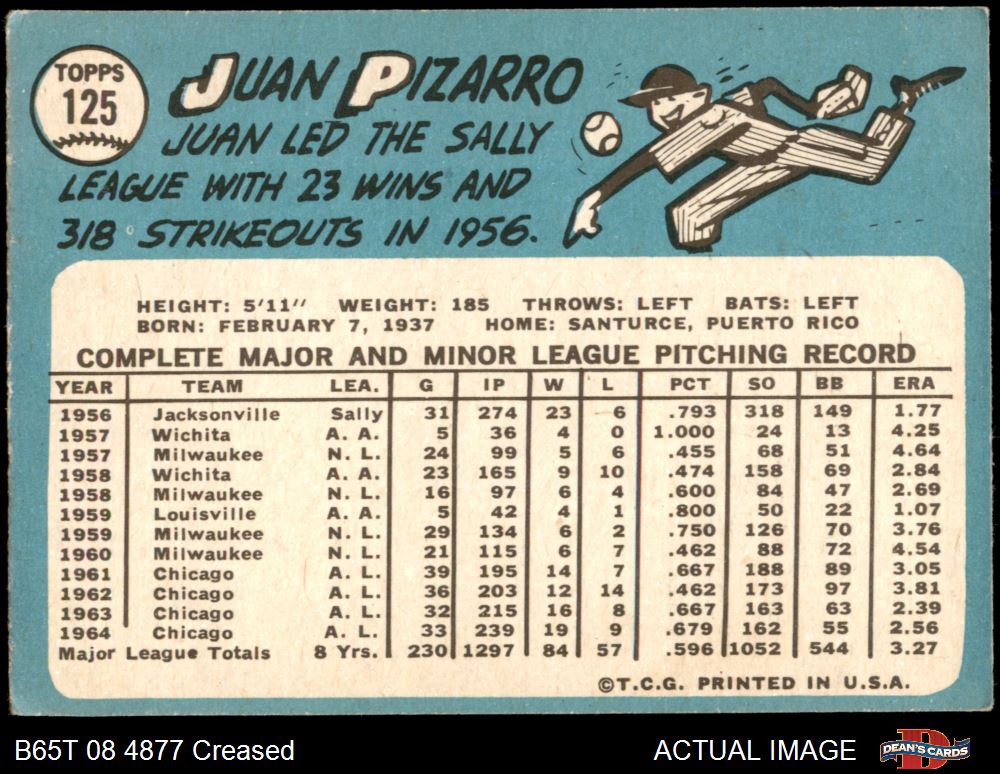 TOPPS
125
JUAN PIZARRO
JUAN LED THE SALLY
LEAGUE WITH 23 WINS AND
318 STRIKEOUTS IN 1956.
HEIGHT: 5'11" WEIGHT: 185 THROWS: LEFT BATS: LEFT
BORN: FEBRUARY 7, 1937 HOME: SANTURCE, PUERTO RICO
COMPLETE MAJOR AND MINOR LEAGUE PITCHING RECORD
YEAR TEAM LEA. G IP W L PCT SO BB ERA
1956 Jacksonville Sally 31 274 23 6 .793 318 149 1.77
1957 Wichita A. A. 5 36 4 0 1.000 24 13 4.25
1957 Milwaukee N. L. 24 99 5 6 .455 68 51 4.64
1958 Wichita A. A. 23 165 9 10 .474 158 69 2.84
1958 Milwaukee N. L. 16 97 6 4 .600 84 47 2.69
1959 Louisville A. A. 5 42 4 1 .800 50 22 1.07
1959 Milwaukee N. L. 29 134 6 2 .750 126 70 3.76
1960 Milwaukee N. L. 21 115 6 7 .462 88 72 4.54
1961 Chicago A. L. 39 195 14 7 .667 188 89 3.05
1962 Chicago A. L. 36 203 12 14 .462 173 97 3.81
1963 Chicago A. L. 32 215 16 8 .667 163 63 2.39
1964 Chicago A. L. 33 239 19 9 .679 162 55 2.56
Major League Totals 8 Yrs. 230 1297 84 57 .596 1052 544 3.27
©T.C.G. PRINTED IN U.S.A.
B65T 08 4877 Creased ACTUAL IMAGE DEAN'S CARDS